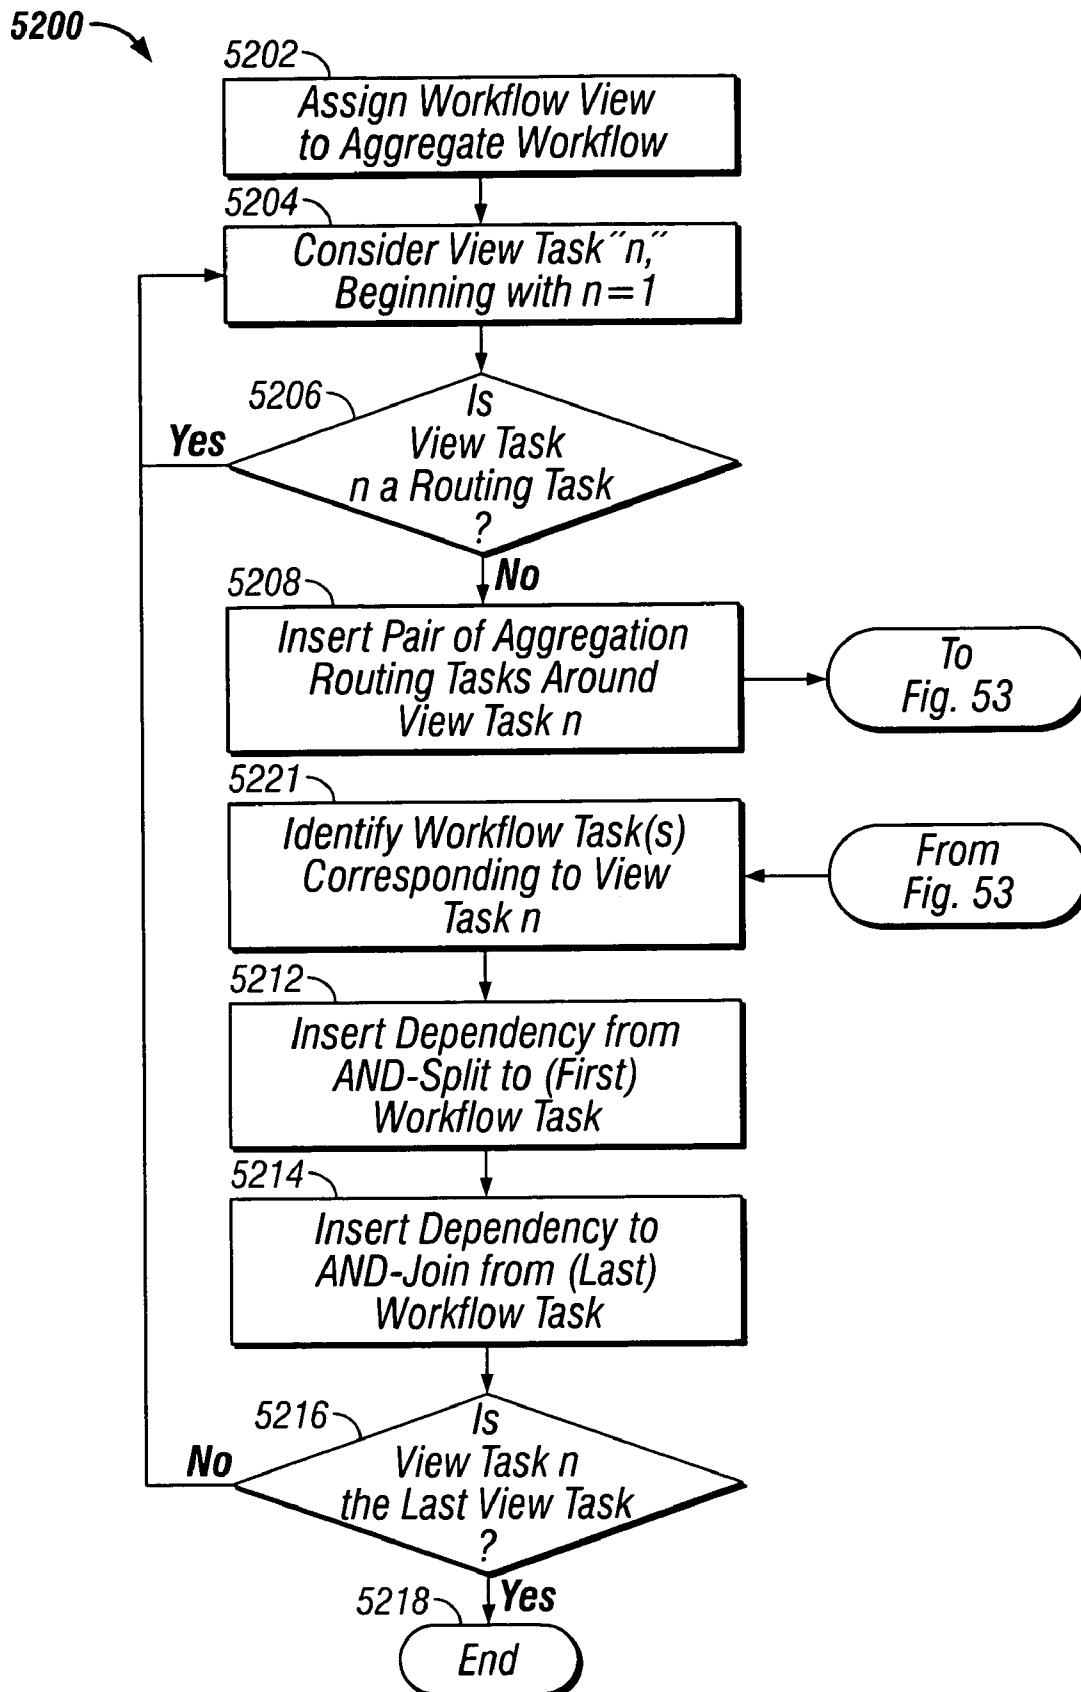 5200
5202
Assign Workflow View
to Aggregate Workflow
5204
Consider View Task "n,"
Beginning with n=1
5206
Is
View Task
n a Routing Task
?
Yes
No
5208
Insert Pair of Aggregation
Routing Tasks Around
View Task n
To
Fig. 53
5221
Identify Workflow Task(s)
Corresponding to View
Task n
From
Fig. 53
5212
Insert Dependency from
AND-Split to (First)
Workflow Task
5214
Insert Dependency to
AND-Join from (Last)
Workflow Task
5216
Is
View Task n
the Last View Task
?
No
Yes
5218
End